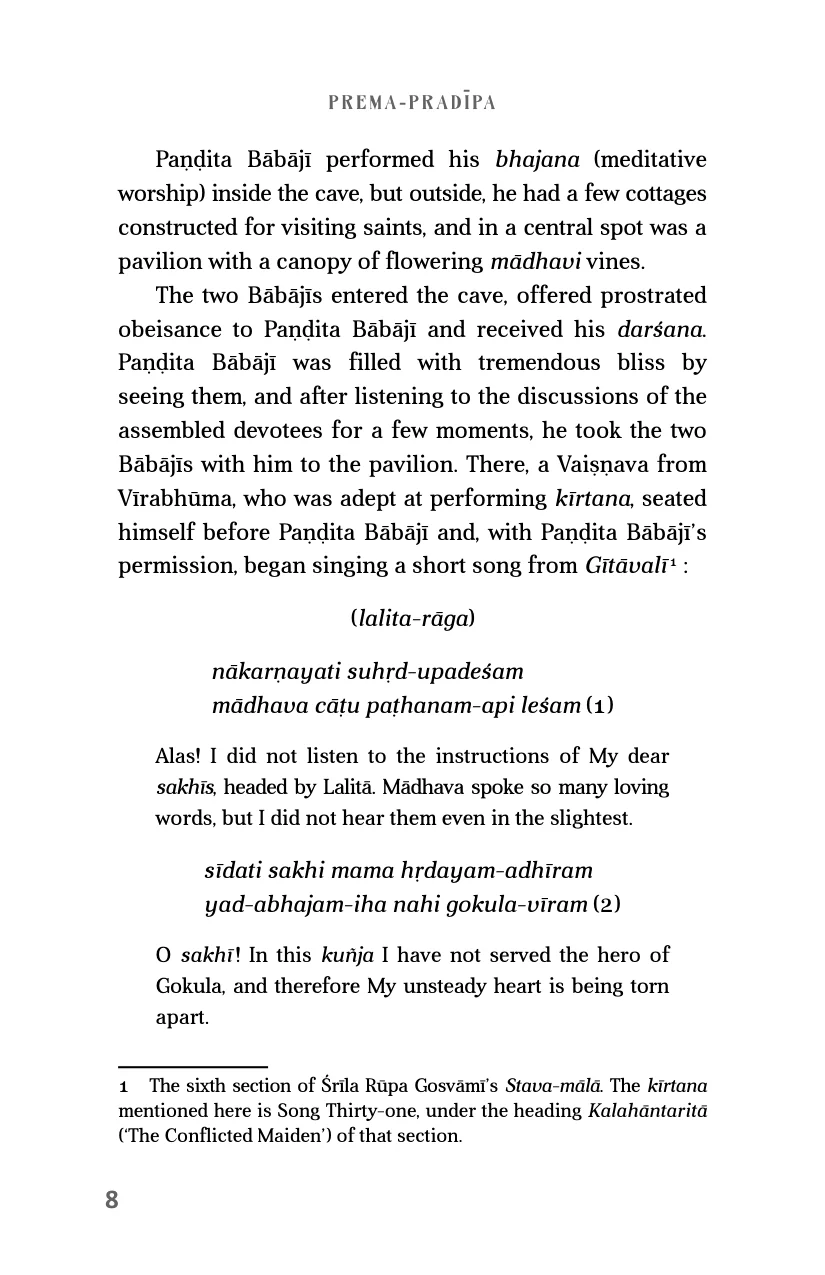 PREMA-PRADĪPA
Paṇḍita Bābājī performed his bhajana (meditative
worship) inside the cave, but outside, he had a few cottages
constructed for visiting saints, and in a central spot was a
pavilion with a canopy of flowering mādhavi vines.
The two Bābājīs entered the cave, offered prostrated
obeisance to Paṇḍita Bābājī and received his darśana.
Paṇḍita Bābājī was filled with tremendous bliss by
seeing them, and after listening to the discussions of the
assembled devotees for a few moments, he took the two
Bābājīs with him to the pavilion. There, a Vaiṣṇava from
Vīrabhūma, who was adept at performing kīrtana, seated
himself before Paṇḍita Bābājī and, with Paṇḍita Bābājī’s
permission, began singing a short song from Gītāvalī¹ :
(lalita-rāga)
nākarṇayati suhṛd-upadeśam
mādhava cāṭu paṭhanam-api leśam (1)
Alas! I did not listen to the instructions of My dear
sakhīs, headed by Lalitā. Mādhava spoke so many loving
words, but I did not hear them even in the slightest.
sīdati sakhi mama hṛdayam-adhīram
yad-abhajam-iha nahi gokula-vīram (2)
O sakhī! In this kuñja I have not served the hero of
Gokula, and therefore My unsteady heart is being torn
apart.
1 The sixth section of Śrīla Rūpa Gosvāmī’s Stava-mālā. The kīrtana
mentioned here is Song Thirty-one, under the heading Kalahāntaritā
(‘The Conflicted Maiden’) of that section.
8